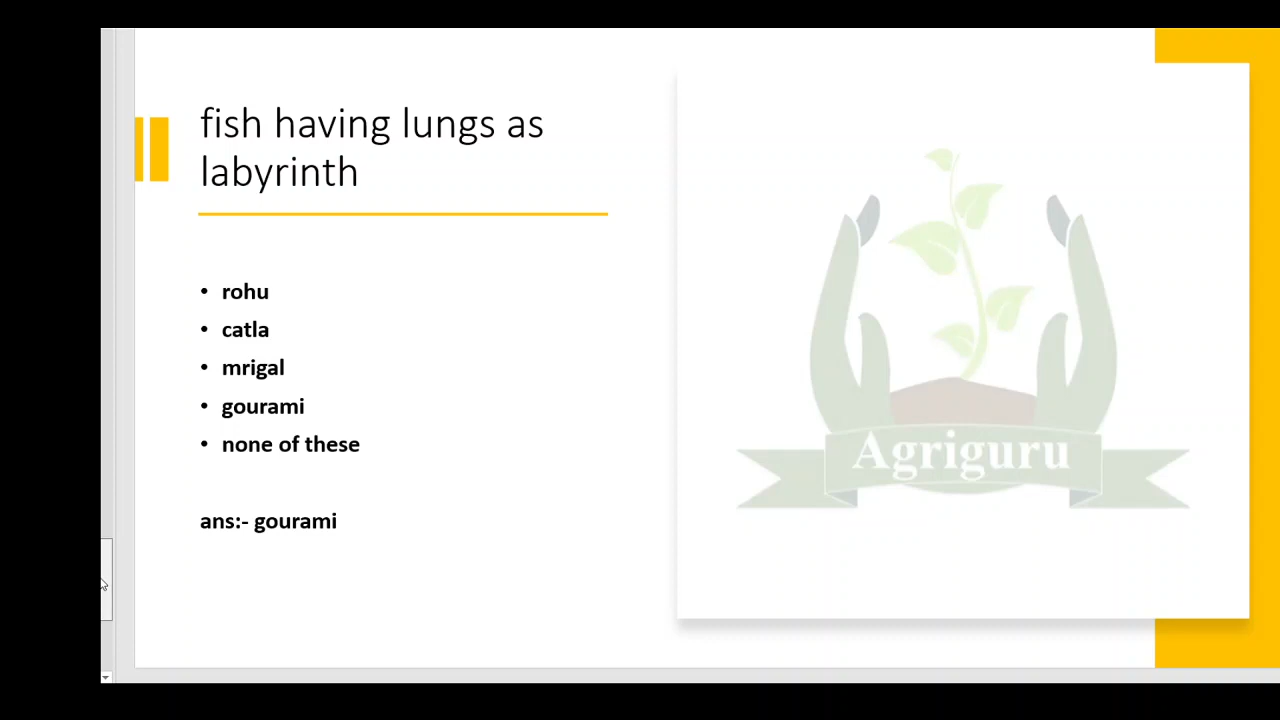 fish having lungs as
labyrinth
• rohu
• catla
• mrigal
• gourami
• none of these
ans:- gourami
Agriguru